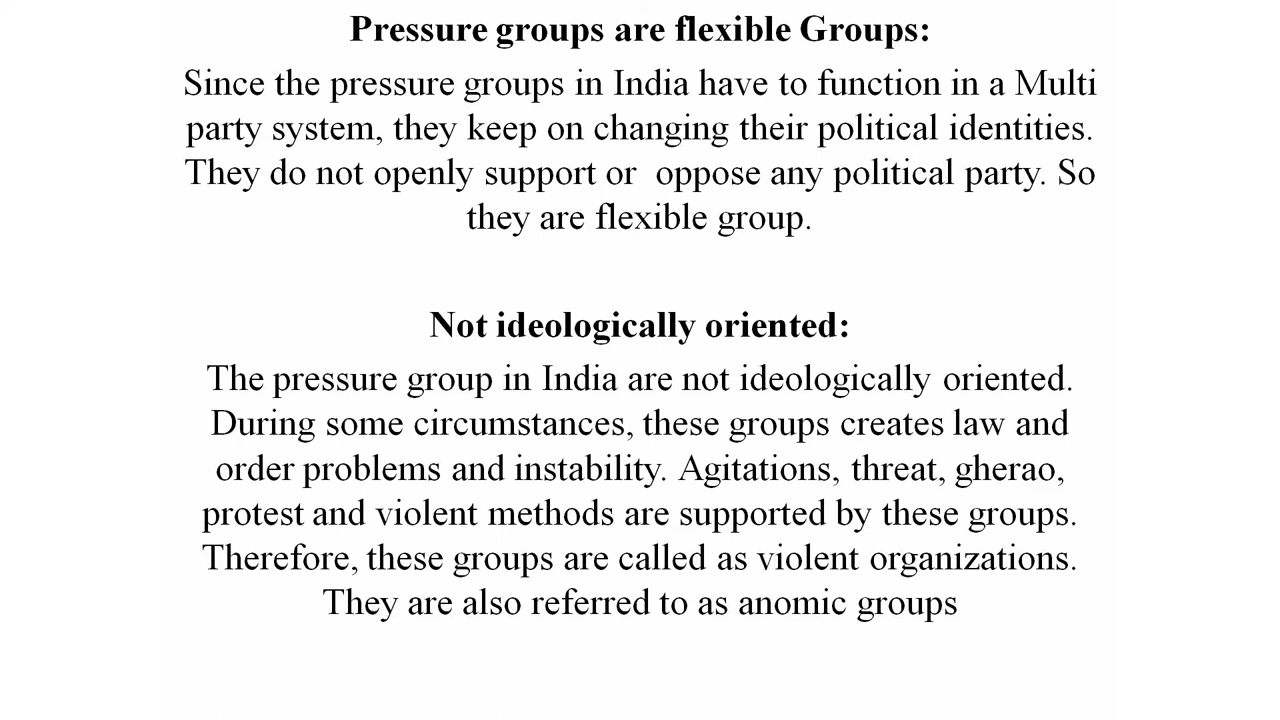 Pressure groups are flexible Groups:
Since the pressure groups in India have to function in a Multi
party system, they keep on changing their political identities.
They do not openly support or  oppose any political party. So
they are flexible group.
Not ideologically oriented:
The pressure group in India are not ideologically oriented.
During some circumstances, these groups creates law and
order problems and instability. Agitations, threat, gherao,
protest and violent methods are supported by these groups.
Therefore, these groups are called as violent organizations.
They are also referred to as anomic groups